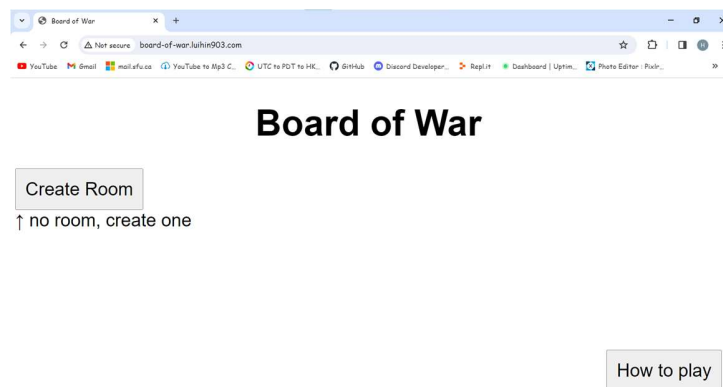 Board of War
Not secure board-of-war.luihin903.com
YouTube Gmail mail.sfu.ca YouTube to Mp3 C... UTC to PDT to HK... GitHub Discord Developer... Repl.it Dashboard | Uptim... Photo Editor : Pixlr... »
Board of War
Create Room
↑ no room, create one
How to play